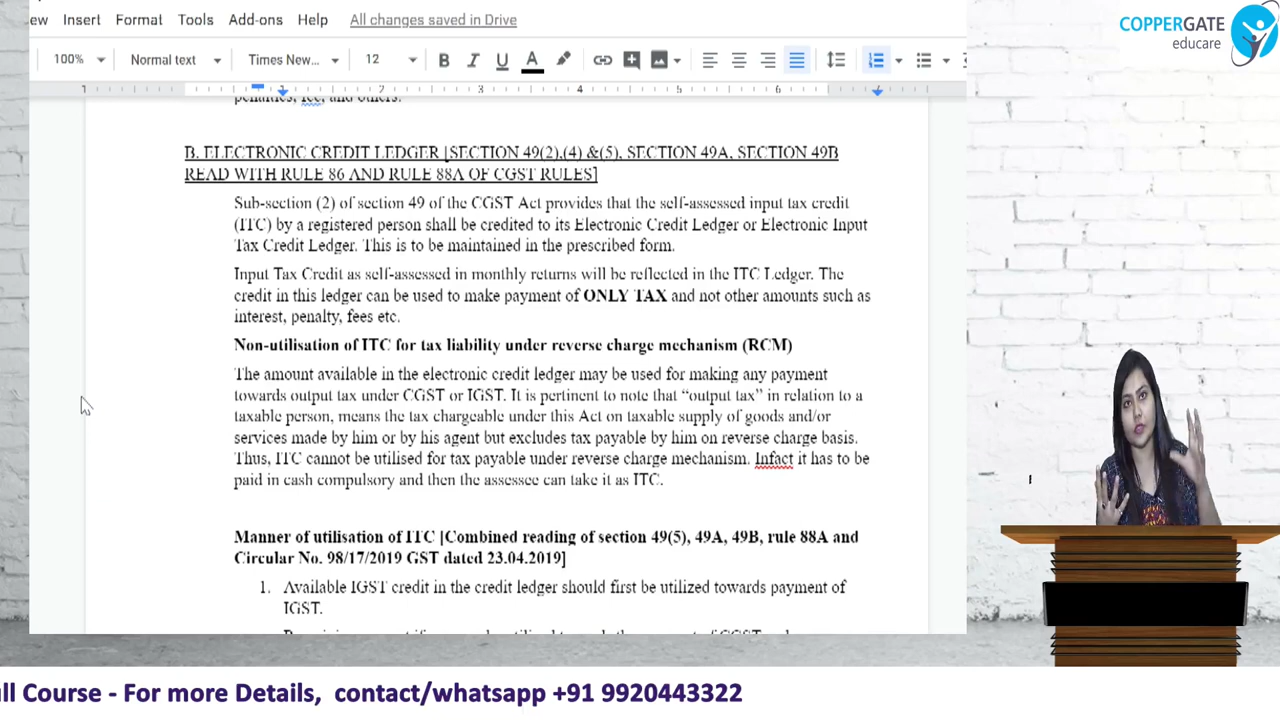 ew Insert Format Tools Add-ons Help All changes saved in Drive
COPPERGATE
educare
100% Normal text Times New... 12 B I U A
1 1 2 3 4 5 6 7
penalties, fee, and others.
B. ELECTRONIC CREDIT LEDGER [SECTION 49(2),(4) &(5), SECTION 49A, SECTION 49B
READ WITH RULE 86 AND RULE 88A OF CGST RULES]
Sub-section (2) of section 49 of the CGST Act provides that the self-assessed input tax credit
(ITC) by a registered person shall be credited to its Electronic Credit Ledger or Electronic Input
Tax Credit Ledger. This is to be maintained in the prescribed form.
Input Tax Credit as self-assessed in monthly returns will be reflected in the ITC Ledger. The
credit in this ledger can be used to make payment of ONLY TAX and not other amounts such as
interest, penalty, fees etc.
Non-utilisation of ITC for tax liability under reverse charge mechanism (RCM)
The amount available in the electronic credit ledger may be used for making any payment
towards output tax under CGST or IGST. It is pertinent to note that “output tax” in relation to a
taxable person, means the tax chargeable under this Act on taxable supply of goods and/or
services made by him or by his agent but excludes tax payable by him on reverse charge basis.
Thus, ITC cannot be utilised for tax payable under reverse charge mechanism. Infact it has to be
paid in cash compulsory and then the assessee can take it as ITC.
Manner of utilisation of ITC [Combined reading of section 49(5), 49A, 49B, rule 88A and
Circular No. 98/17/2019 GST dated 23.04.2019]
1. Available IGST credit in the credit ledger should first be utilized towards payment of
IGST.
ull Course - For more Details, contact/whatsapp +91 9920443322